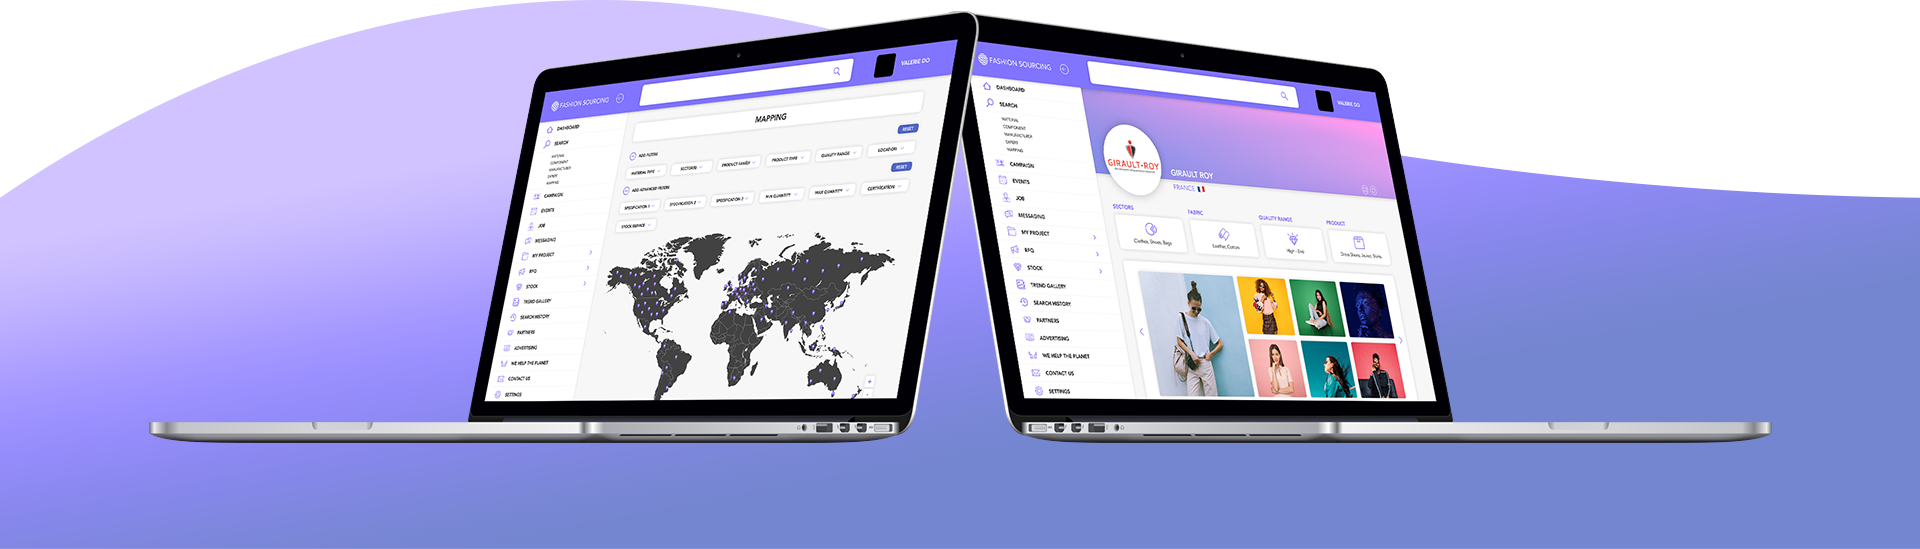 FASHION SOURCING
VALERIE DO
DASHBOARD
SEARCH
MATERIAL
COMPONENT
MANUFACTURER
EXPERT
MAPPING
CAMPAIGN
EVENTS
JOB
MESSAGING
MY PROJECT
RFQ
STOCK
TREND GALLERY
SEARCH HISTORY
PARTNERS
ADVERTISING
WE HELP THE PLANET
CONTACT US
SETTINGS
MAPPING
RESET
ADD FILTERS
MATERIAL TYPE
SECTOR(S)
PRODUCT FAMILY
PRODUCT TYPE
QUALITY RANGE
LOCATION
RESET
ADD ADVANCED FILTERS
SPECIFICATION 1
SPECIFICATION 2
SPECIFICATION 3
MIN QUANTITY
MAX QUANTITY
CERTIFICATION
STOCK SERVICE
FASHION SOURCING
VALERIE DO
DASHBOARD
SEARCH
MATERIAL
COMPONENT
MANUFACTURER
EXPERT
MAPPING
CAMPAIGN
EVENTS
JOB
MESSAGING
MY PROJECT
RFQ
STOCK
TREND GALLERY
SEARCH HISTORY
PARTNERS
ADVERTISING
WE HELP THE PLANET
CONTACT US
SETTINGS
GIRAULT-ROY
GIRAULT ROY
FRANCE
SECTORS
FABRIC
QUALITY RANGE
PRODUCT
Clothes, Shoes, Bags
Leather, Cotton
High - End